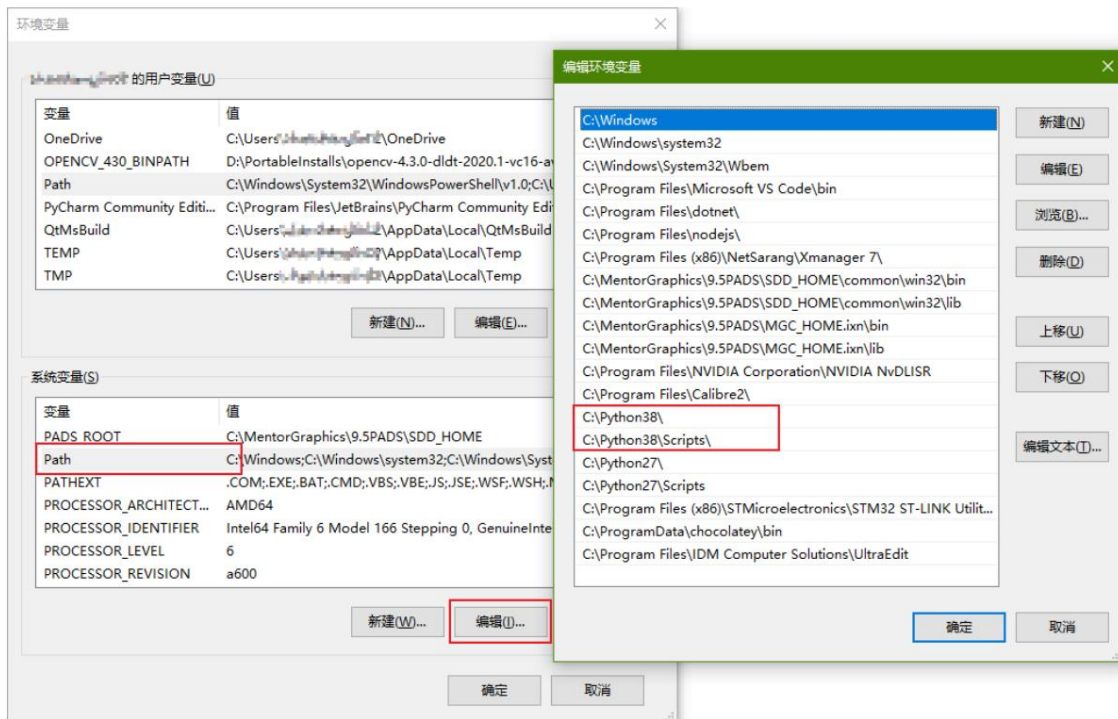 环境变量
的用户变量(U)
变量 值
OneDrive C:\Users\ \OneDrive
OPENCV_430_BINPATH D:\PortableInstalls\opencv-4.3.0-dldt-2020.1-vc16-av
Path C:\Windows\System32\WindowsPowerShell\v1.0;C:\U
PyCharm Community Editi... C:\Program Files\JetBrains\PyCharm Community Edi
QtMsBuild C:\Users\ \AppData\Local\QtMsBuild
TEMP C:\Users\ \AppData\Local\Temp
TMP C:\Users\ \AppData\Local\Temp
新建(N)... 编辑(E)...
系统变量(S)
变量 值
PADS_ROOT C:\MentorGraphics\9.5PADS\SDD_HOME
Path C:\Windows;C:\Windows\system32;C:\Windows\Syst
PATHEXT .COM;.EXE;.BAT;.CMD;.VBS;.VBE;.JS;.JSE;.WSF;.WSH;.
PROCESSOR_ARCHITECT... AMD64
PROCESSOR_IDENTIFIER Intel64 Family 6 Model 166 Stepping 0, GenuineInte
PROCESSOR_LEVEL 6
PROCESSOR_REVISION a600
新建(W)... 编辑(I)...
确定 取消
编辑环境变量
C:\Windows
C:\Windows\system32
C:\Windows\System32\Wbem
C:\Program Files\Microsoft VS Code\bin
C:\Program Files\dotnet\
C:\Program Files\nodejs\
C:\Program Files (x86)\NetSarang\Xmanager 7\
C:\MentorGraphics\9.5PADS\SDD_HOME\common\win32\bin
C:\MentorGraphics\9.5PADS\SDD_HOME\common\win32\lib
C:\MentorGraphics\9.5PADS\MGC_HOME.ixn\bin
C:\MentorGraphics\9.5PADS\MGC_HOME.ixn\lib
C:\Program Files\NVIDIA Corporation\NVIDIA NvDLISR
C:\Program Files\Calibre2\
C:\Python38\
C:\Python38\Scripts\
C:\Python27\
C:\Python27\Scripts
C:\Program Files (x86)\STMicroelectronics\STM32 ST-LINK Utilit...
C:\ProgramData\chocolatey\bin
C:\Program Files\IDM Computer Solutions\UltraEdit
新建(N)
编辑(E)
浏览(B)...
删除(D)
上移(U)
下移(O)
编辑文本(T)...
确定 取消